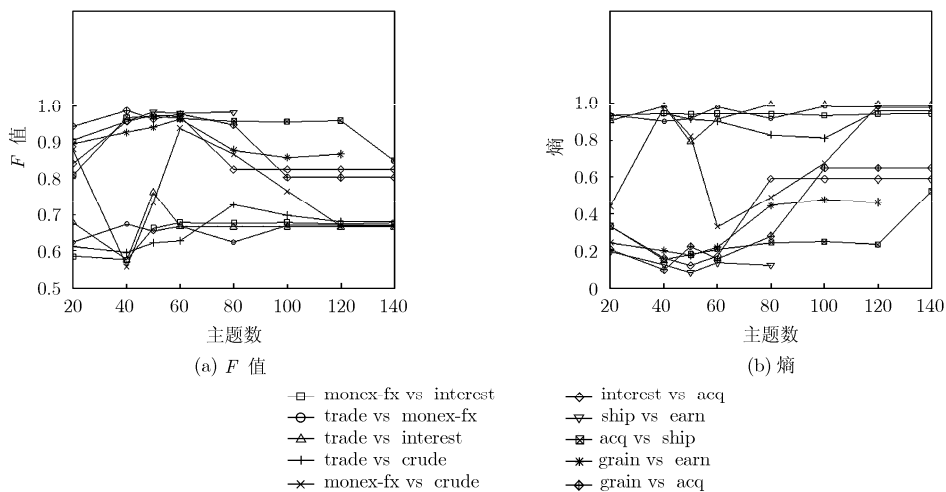 1.0
0.9
0.8
0.7
0.6
0.5
F 值
20 40 60 80 100 120 140
主题数
(a) F 值
1.0
0.8
0.6
0.4
0.2
0
熵
20 40 60 80 100 120 140
主题数
(b) 熵
monex-fx vs interest
trade vs monex-fx
trade vs interest
trade vs crude
monex-fx vs crude
interest vs acq
ship vs earn
acq vs ship
grain vs earn
grain vs acq